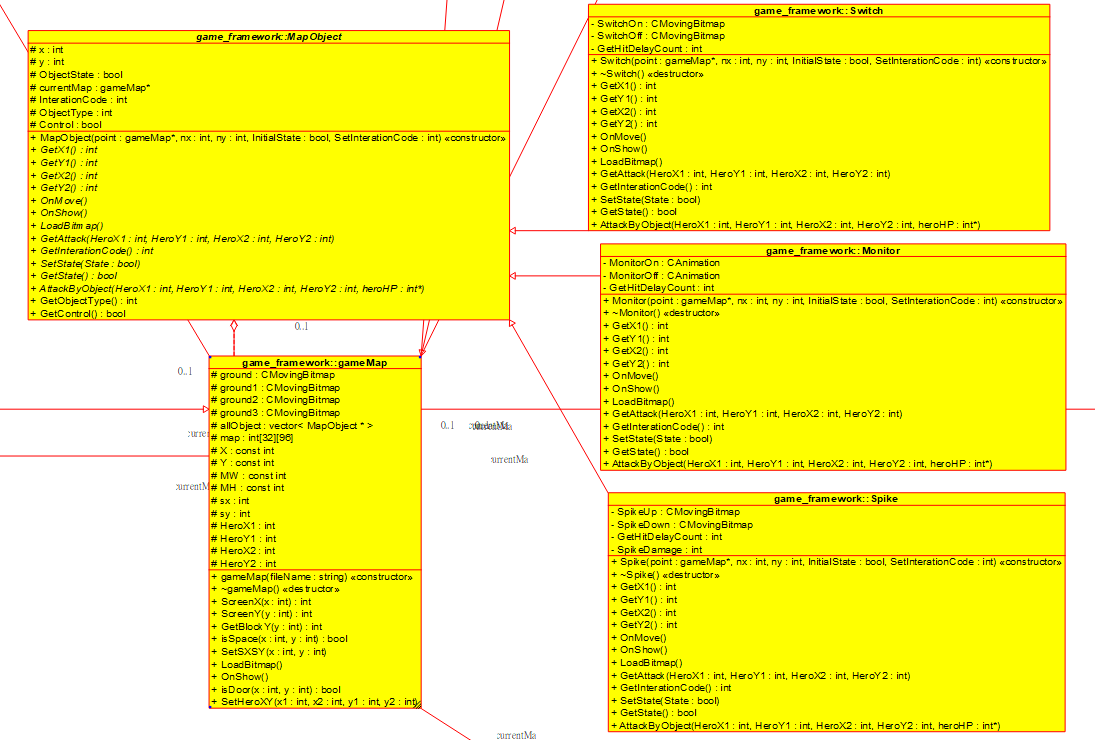 game_framework::MapObject
# x : int
# y : int
# ObjectState : bool
# currentMap : gameMap*
# InterationCode : int
# ObjectType : int
# Control : bool
+ MapObject(point : gameMap*, nx : int, ny : int, InitialState : bool, SetInterationCode : int) «constructor»
+ GetX1() : int
+ GetY1() : int
+ GetX2() : int
+ GetY2() : int
+ OnMove()
+ OnShow()
+ LoadBitmap()
+ GetAttack(HeroX1 : int, HeroY1 : int, HeroX2 : int, HeroY2 : int)
+ GetInterationCode() : int
+ SetState(State : bool)
+ GetState() : bool
+ AttackByObject(HeroX1 : int, HeroY1 : int, HeroX2 : int, HeroY2 : int, heroHP : int*)
+ GetObjectType() : int
+ GetControl() : bool
0..1
0..1
game_framework::gameMap
# ground : CMovingBitmap
# ground1 : CMovingBitmap
# ground2 : CMovingBitmap
# ground3 : CMovingBitmap
# allObject : vector< MapObject * >
# map : int[32][96]
# X : const int
# Y : const int
# MW : const int
# MH : const int
# sx : int
# sy : int
# HeroX1 : int
# HeroY1 : int
# HeroX2 : int
# HeroY2 : int
+ gameMap(fileName : string) «constructor»
+ ~gameMap() «destructor»
+ ScreenX(x : int) : int
+ ScreenY(y : int) : int
+ GetBlockY(y : int) : int
+ isSpace(x : int, y : int) : bool
+ SetSXSY(x : int, y : int)
+ LoadBitmap()
+ OnShow()
+ isDoor(x : int, y : int) : bool
+ SetHeroXY(x1 : int, x2 : int, y1 : int, y2 : int)
0..1
currentMa
currentMa
game_framework::Switch
- SwitchOn : CMovingBitmap
- SwitchOff : CMovingBitmap
- GetHitDelayCount : int
+ Switch(point : gameMap*, nx : int, ny : int, InitialState : bool, SetInterationCode : int) «constructor»
+ ~Switch() «destructor»
+ GetX1() : int
+ GetY1() : int
+ GetX2() : int
+ GetY2() : int
+ OnMove()
+ OnShow()
+ LoadBitmap()
+ GetAttack(HeroX1 : int, HeroY1 : int, HeroX2 : int, HeroY2 : int)
+ GetInterationCode() : int
+ SetState(State : bool)
+ GetState() : bool
+ AttackByObject(HeroX1 : int, HeroY1 : int, HeroX2 : int, HeroY2 : int, heroHP : int*)
game_framework::Monitor
- MonitorOn : CAnimation
- MonitorOff : CAnimation
- GetHitDelayCount : int
+ Monitor(point : gameMap*, nx : int, ny : int, InitialState : bool, SetInterationCode : int) «constructor»
+ ~Monitor() «destructor»
+ GetX1() : int
+ GetY1() : int
+ GetX2() : int
+ GetY2() : int
+ OnMove()
+ OnShow()
+ LoadBitmap()
+ GetAttack(HeroX1 : int, HeroY1 : int, HeroX2 : int, HeroY2 : int)
+ GetInterationCode() : int
+ SetState(State : bool)
+ GetState() : bool
+ AttackByObject(HeroX1 : int, HeroY1 : int, HeroX2 : int, HeroY2 : int, heroHP : int*)
game_framework::Spike
- SpikeUp : CMovingBitmap
- SpikeDown : CMovingBitmap
- GetHitDelayCount : int
- SpikeDamage : int
+ Spike(point : gameMap*, nx : int, ny : int, InitialState : bool, SetInterationCode : int) «constructor»
+ ~Spike() «destructor»
+ GetX1() : int
+ GetY1() : int
+ GetX2() : int
+ GetY2() : int
+ OnMove()
+ OnShow()
+ LoadBitmap()
+ GetAttack(HeroX1 : int, HeroY1 : int, HeroX2 : int, HeroY2 : int)
+ GetInterationCode() : int
+ SetState(State : bool)
+ GetState() : bool
+ AttackByObject(HeroX1 : int, HeroY1 : int, HeroX2 : int, HeroY2 : int, heroHP : int*)